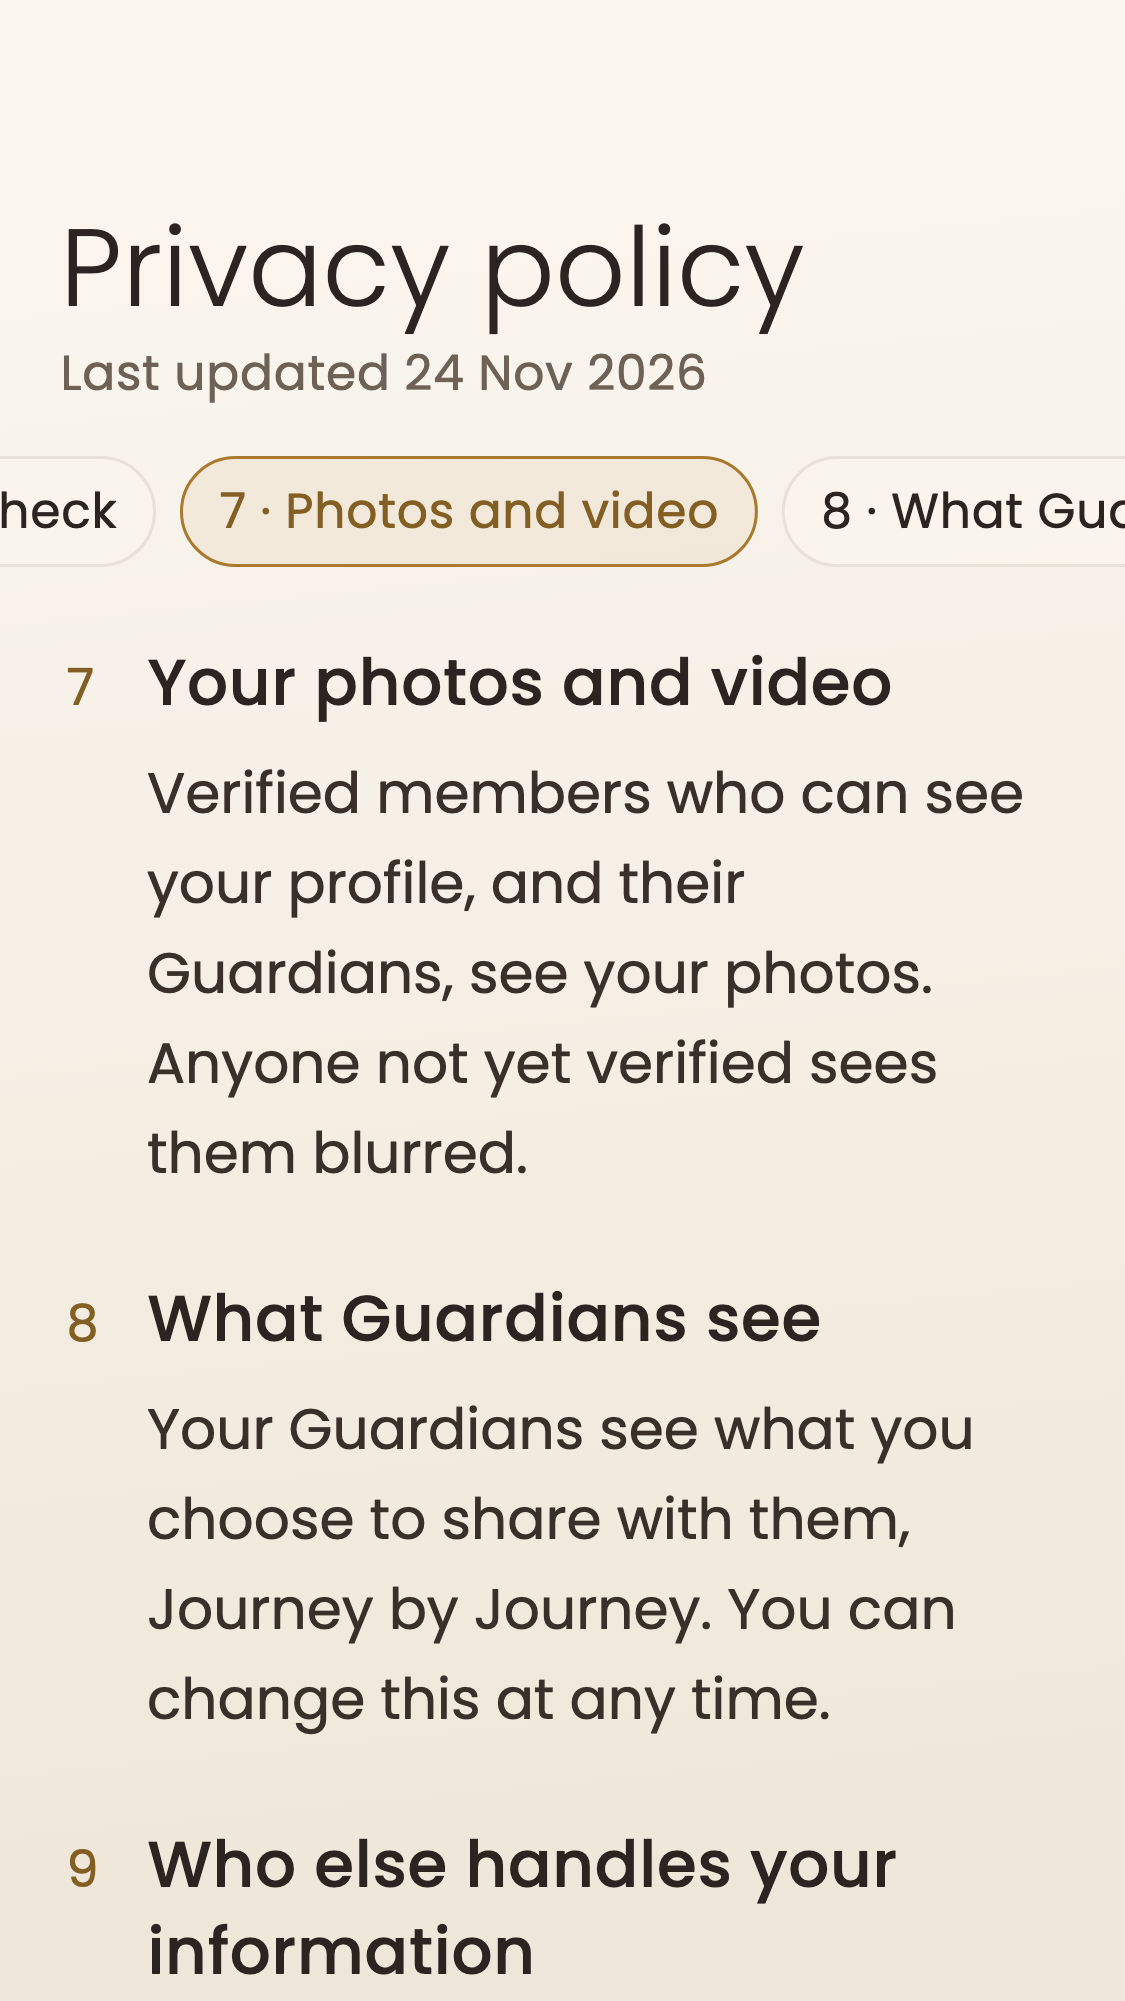 Privacy policy
Last updated 24 Nov 2026
heck
7 · Photos and video
8 · What Gua
7 Your photos and video
Verified members who can see
your profile, and their
Guardians, see your photos.
Anyone not yet verified sees
them blurred.
8 What Guardians see
Your Guardians see what you
choose to share with them,
Journey by Journey. You can
change this at any time.
9 Who else handles your
information